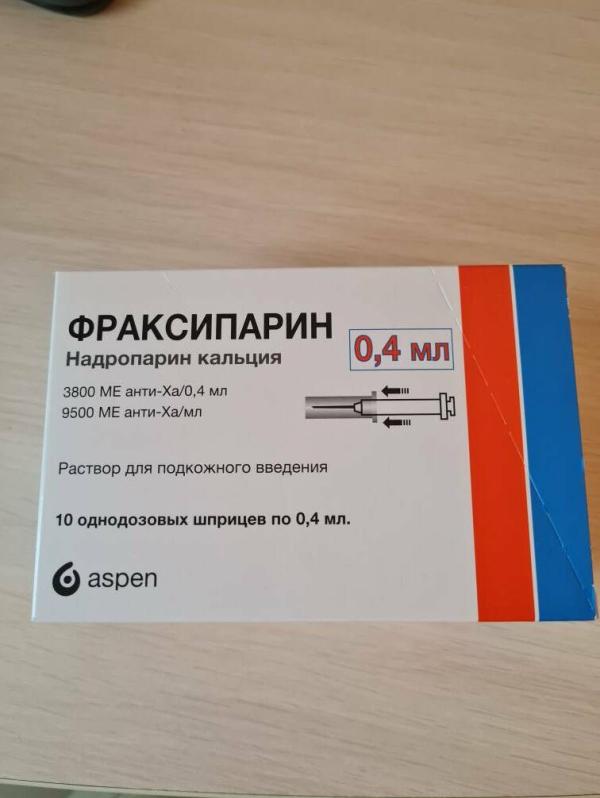 ФРАКСИПАРИН
0,4 мл
Надропарин кальция
3800 МЕ анти-Ха/0,4 мл
9500 МЕ анти-Ха/мл
Раствор для подкожного введения
10 однодозовых шприцев по 0,4 мл.
aspen